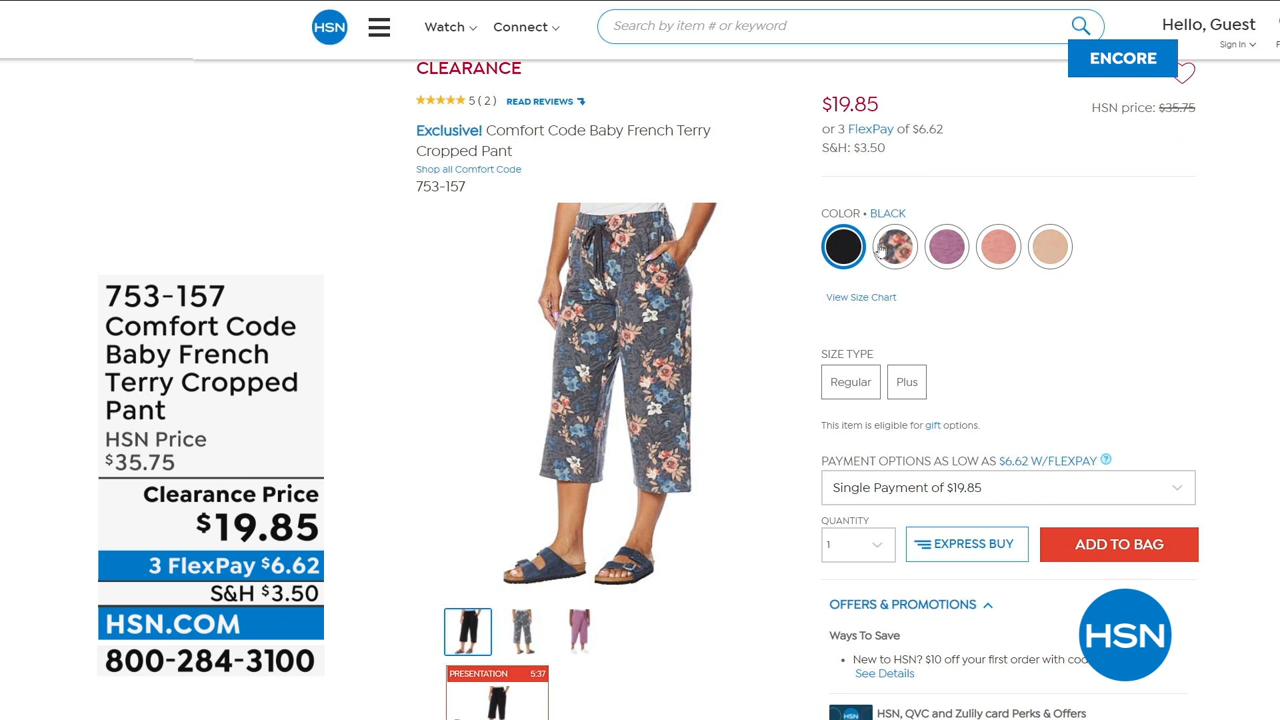 HSN
Watch
Connect
Search by item # or keyword
Hello, Guest
Sign In
ENCORE
CLEARANCE
5 ( 2 )
READ REVIEWS
Exclusive! Comfort Code Baby French Terry
Cropped Pant
Shop all Comfort Code
753-157
$19.85
HSN price: $35.75
or 3 FlexPay of $6.62
S&H: $3.50
COLOR • BLACK
View Size Chart
SIZE TYPE
Regular
Plus
This item is eligible for gift options.
PAYMENT OPTIONS AS LOW AS $6.62 W/FLEXPAY ?
Single Payment of $19.85
QUANTITY
1
EXPRESS BUY
ADD TO BAG
OFFERS & PROMOTIONS
Ways To Save
• New to HSN? $10 off your first order with
See Details
HSN
HSN, QVC and Zulily card Perks & Offers
HSN
PRESENTATION 5:37
753-157
Comfort Code
Baby French
Terry Cropped
Pant
HSN Price
$35.75
Clearance Price
$19.85
3 FlexPay $6.62
S&H $3.50
HSN.COM
800-284-3100